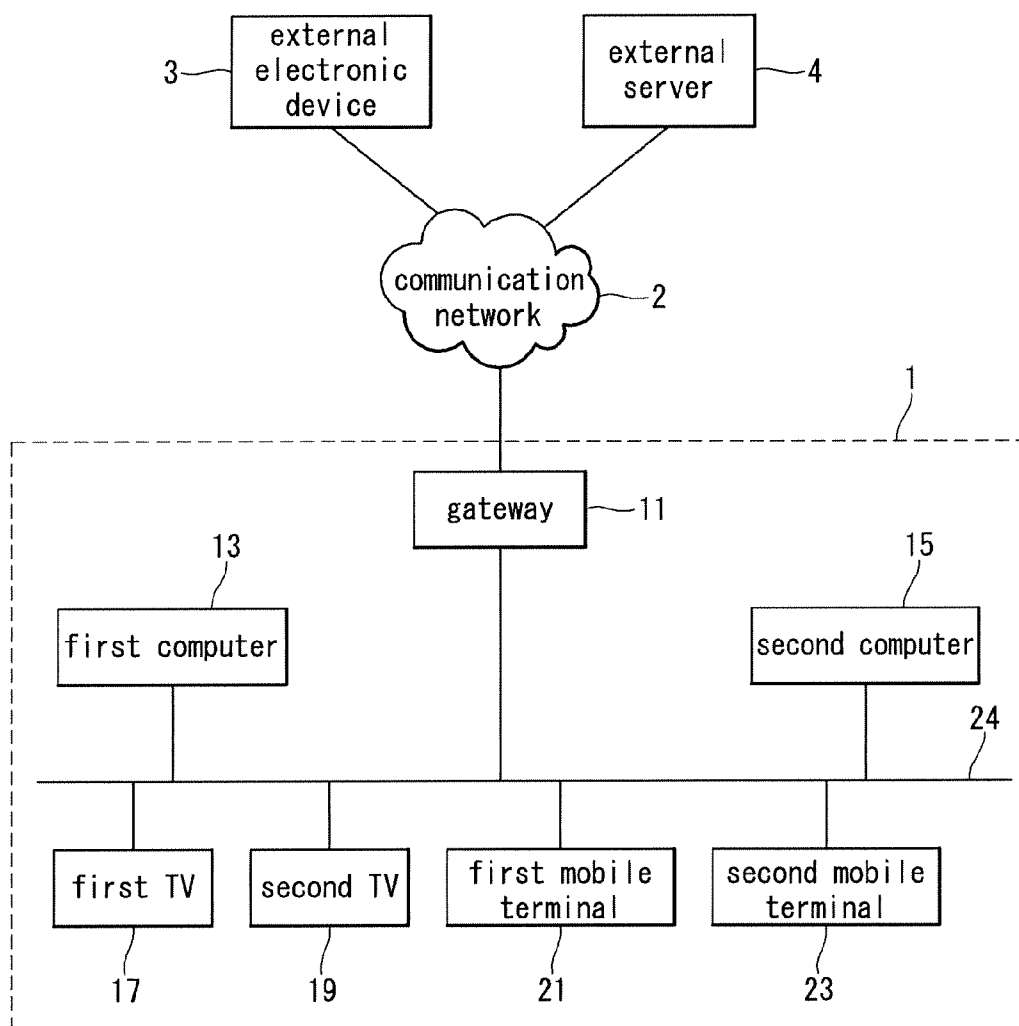 external
electronic
device
3
external
server
4
communication
network
2
1
gateway
11
13
first computer
15
second computer
24
first TV
second TV
first mobile
terminal
second mobile
terminal
17
19
21
23